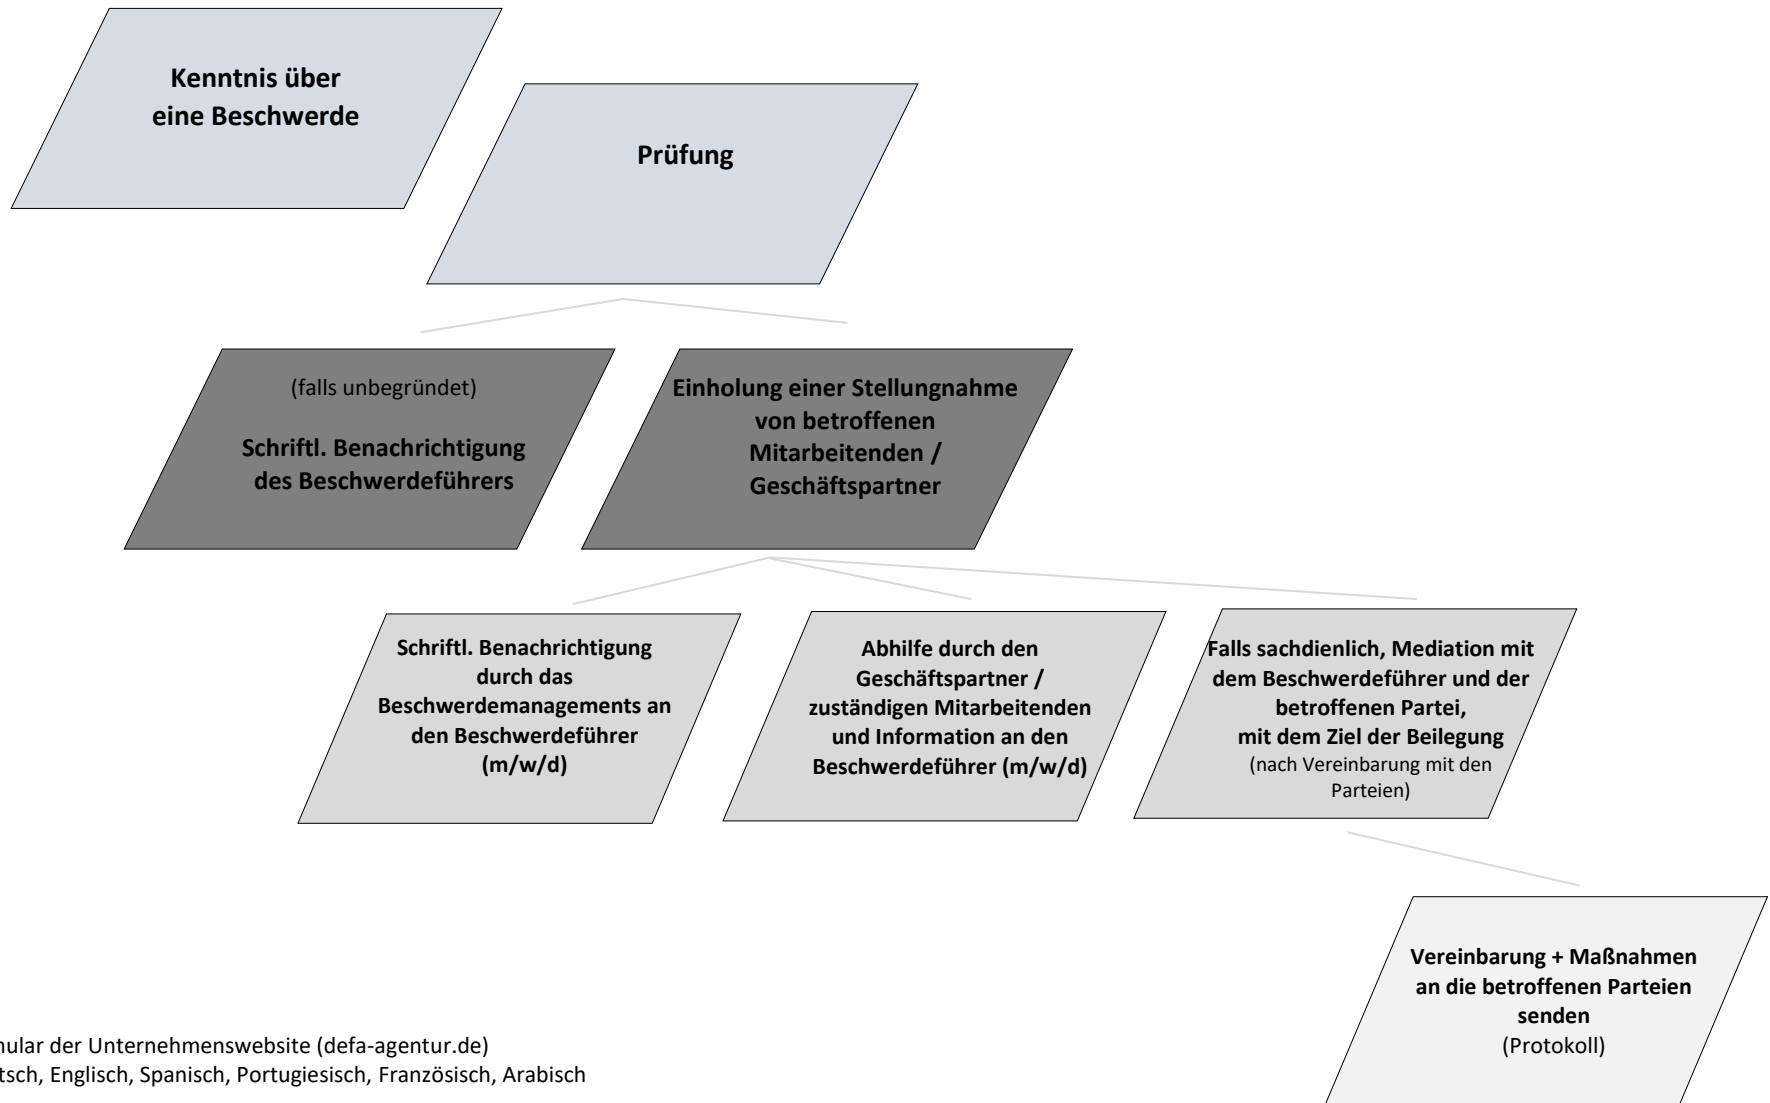 Kenntnis über
eine Beschwerde
Prüfung
(falls unbegründet)
Schriftl. Benachrichtigung
des Beschwerdeführers
Einholung einer Stellungnahme
von betroffenen
Mitarbeitenden /
Geschäftspartner
Schriftl. Benachrichtigung
durch das
Beschwerdemanagements an
den Beschwerdeführer
(m/w/d)
Abhilfe durch den
Geschäftspartner /
zuständigen Mitarbeitenden
und Information an den
Beschwerdeführer (m/w/d)
Falls sachdienlich, Mediation mit
dem Beschwerdeführer und der
betroffenen Partei,
mit dem Ziel der Beilegung
(nach Vereinbarung mit den
Parteien)
Vereinbarung + Maßnahmen
an die betroffenen Parteien
senden
(Protokoll)
der Unternehmenswebsite (defa-agentur.de)
Englisch, Spanisch, Portugiesisch, Französisch, Arabisch